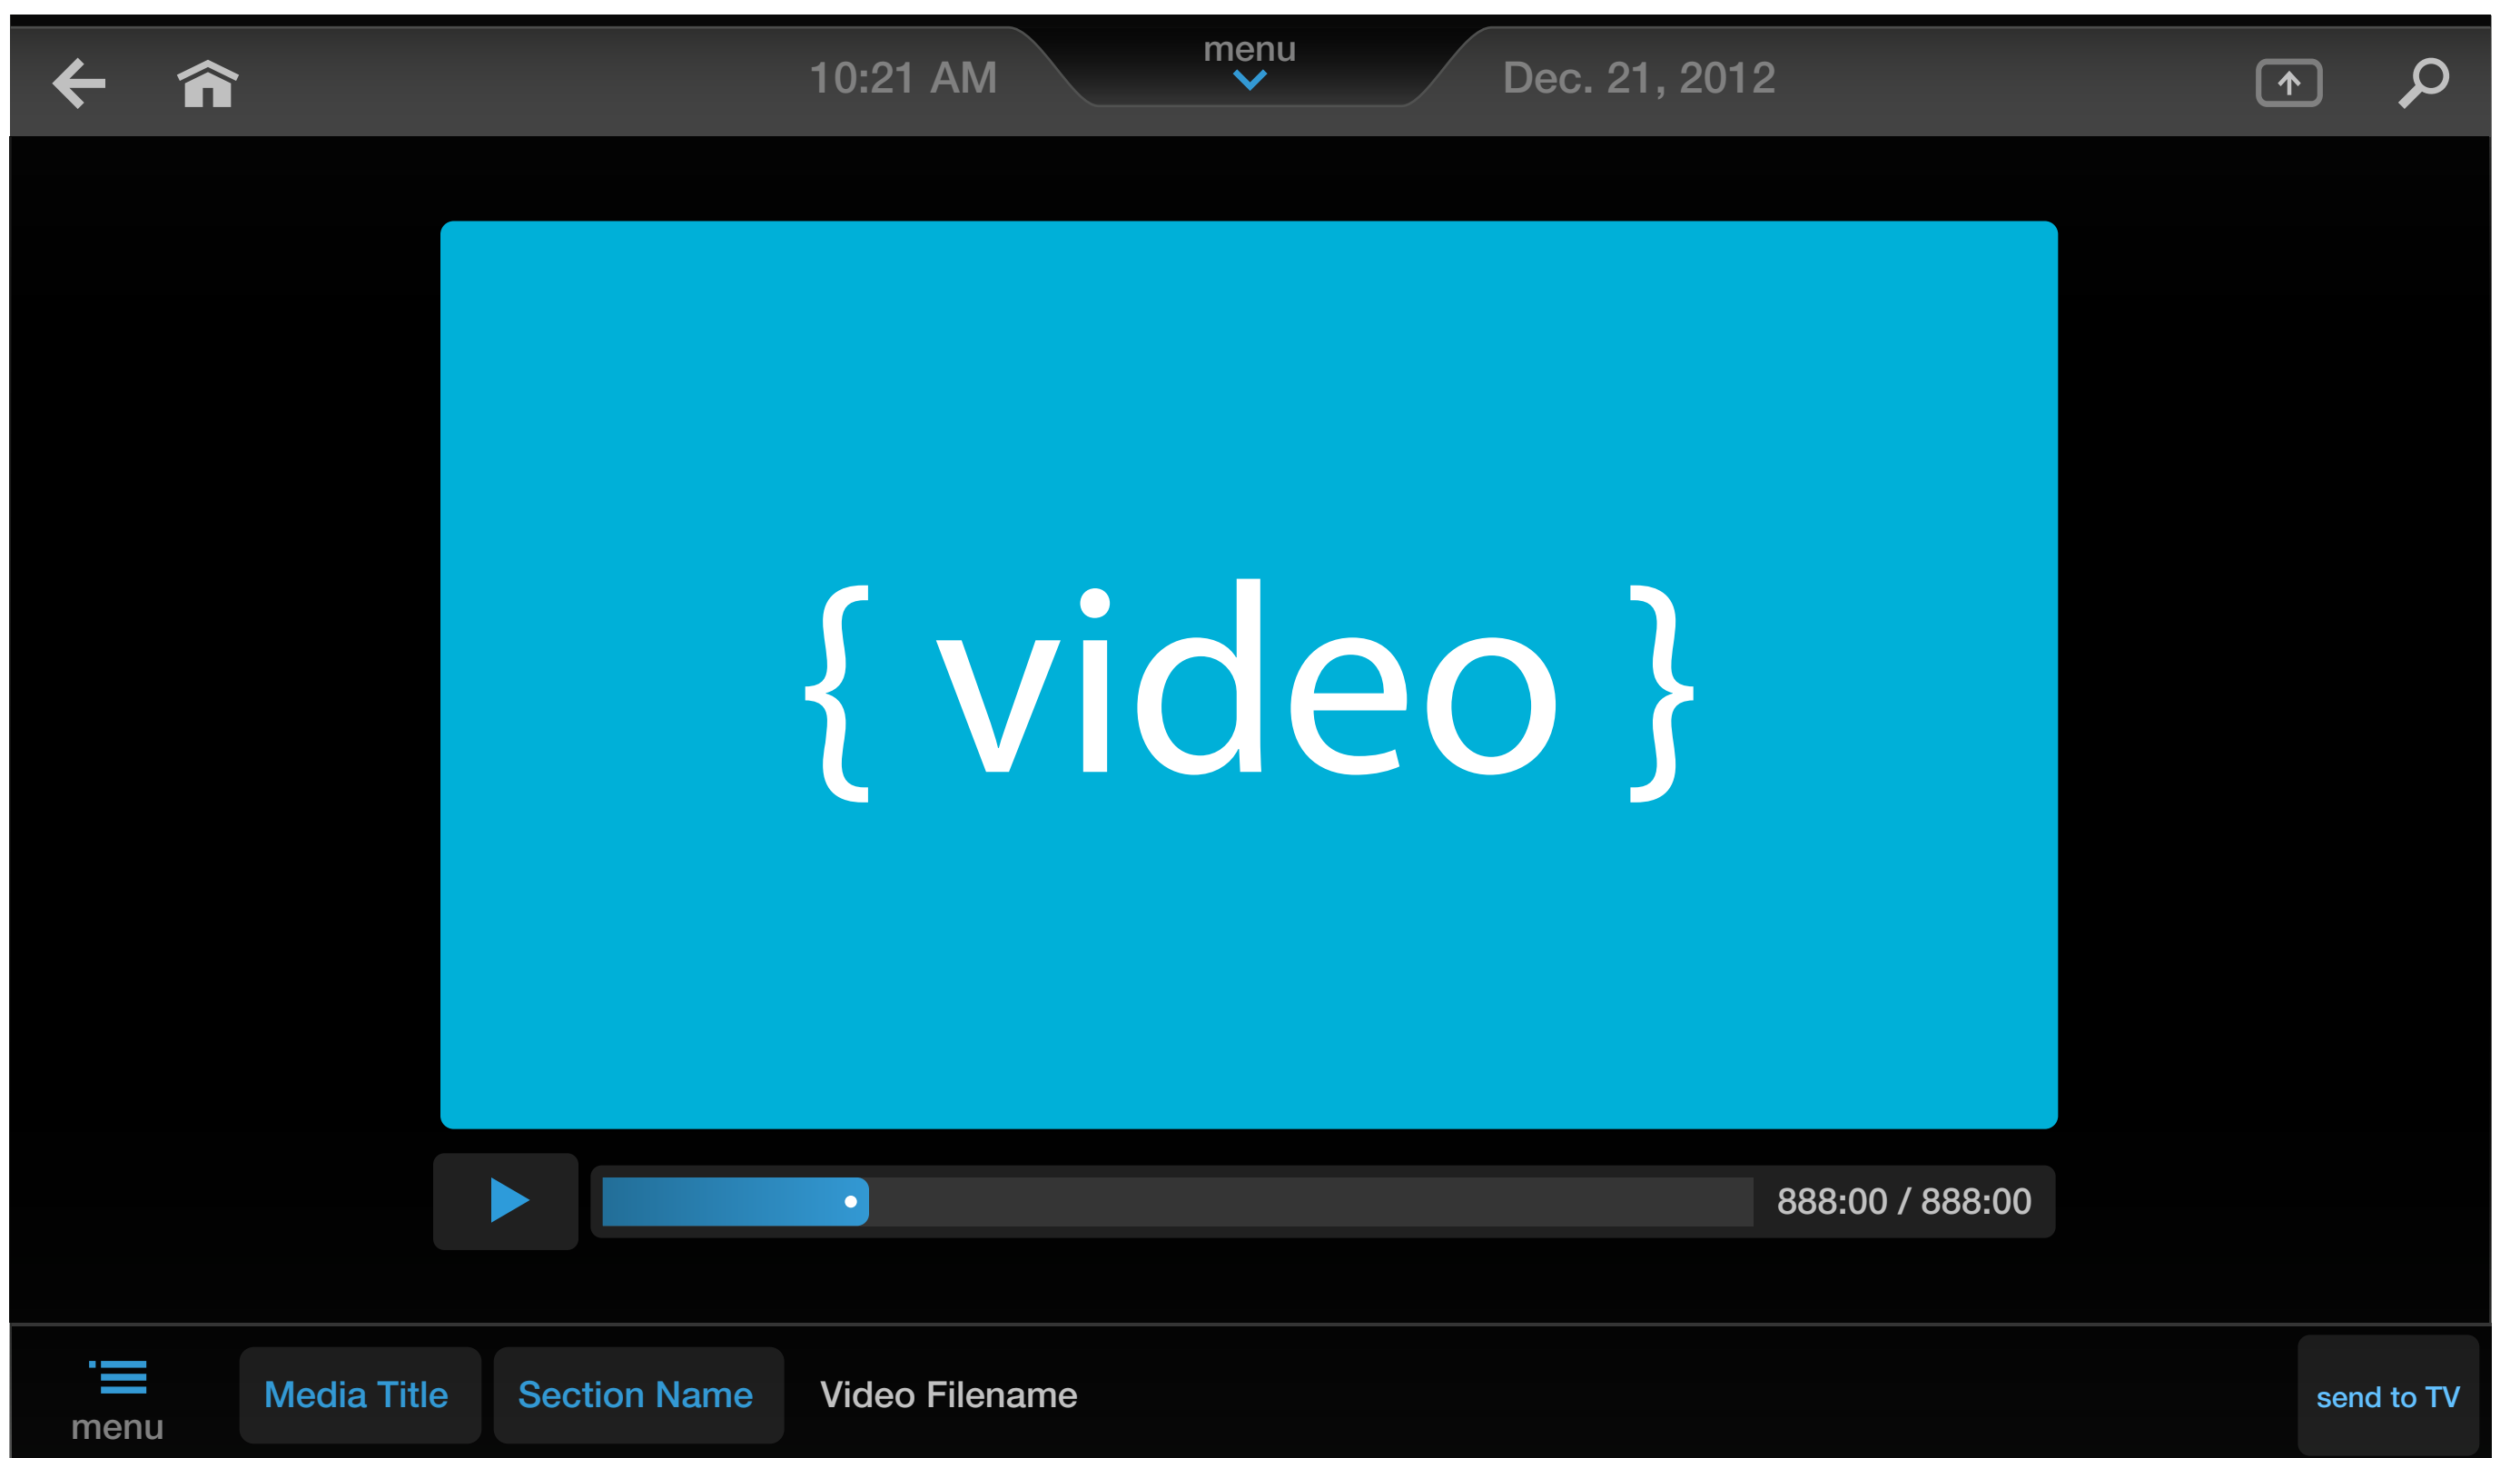 menu
10:21 AM
Dec. 21, 2012
{ video }
888:00 / 888:00
menu
Media Title
Section Name
Video Filename
send to TV